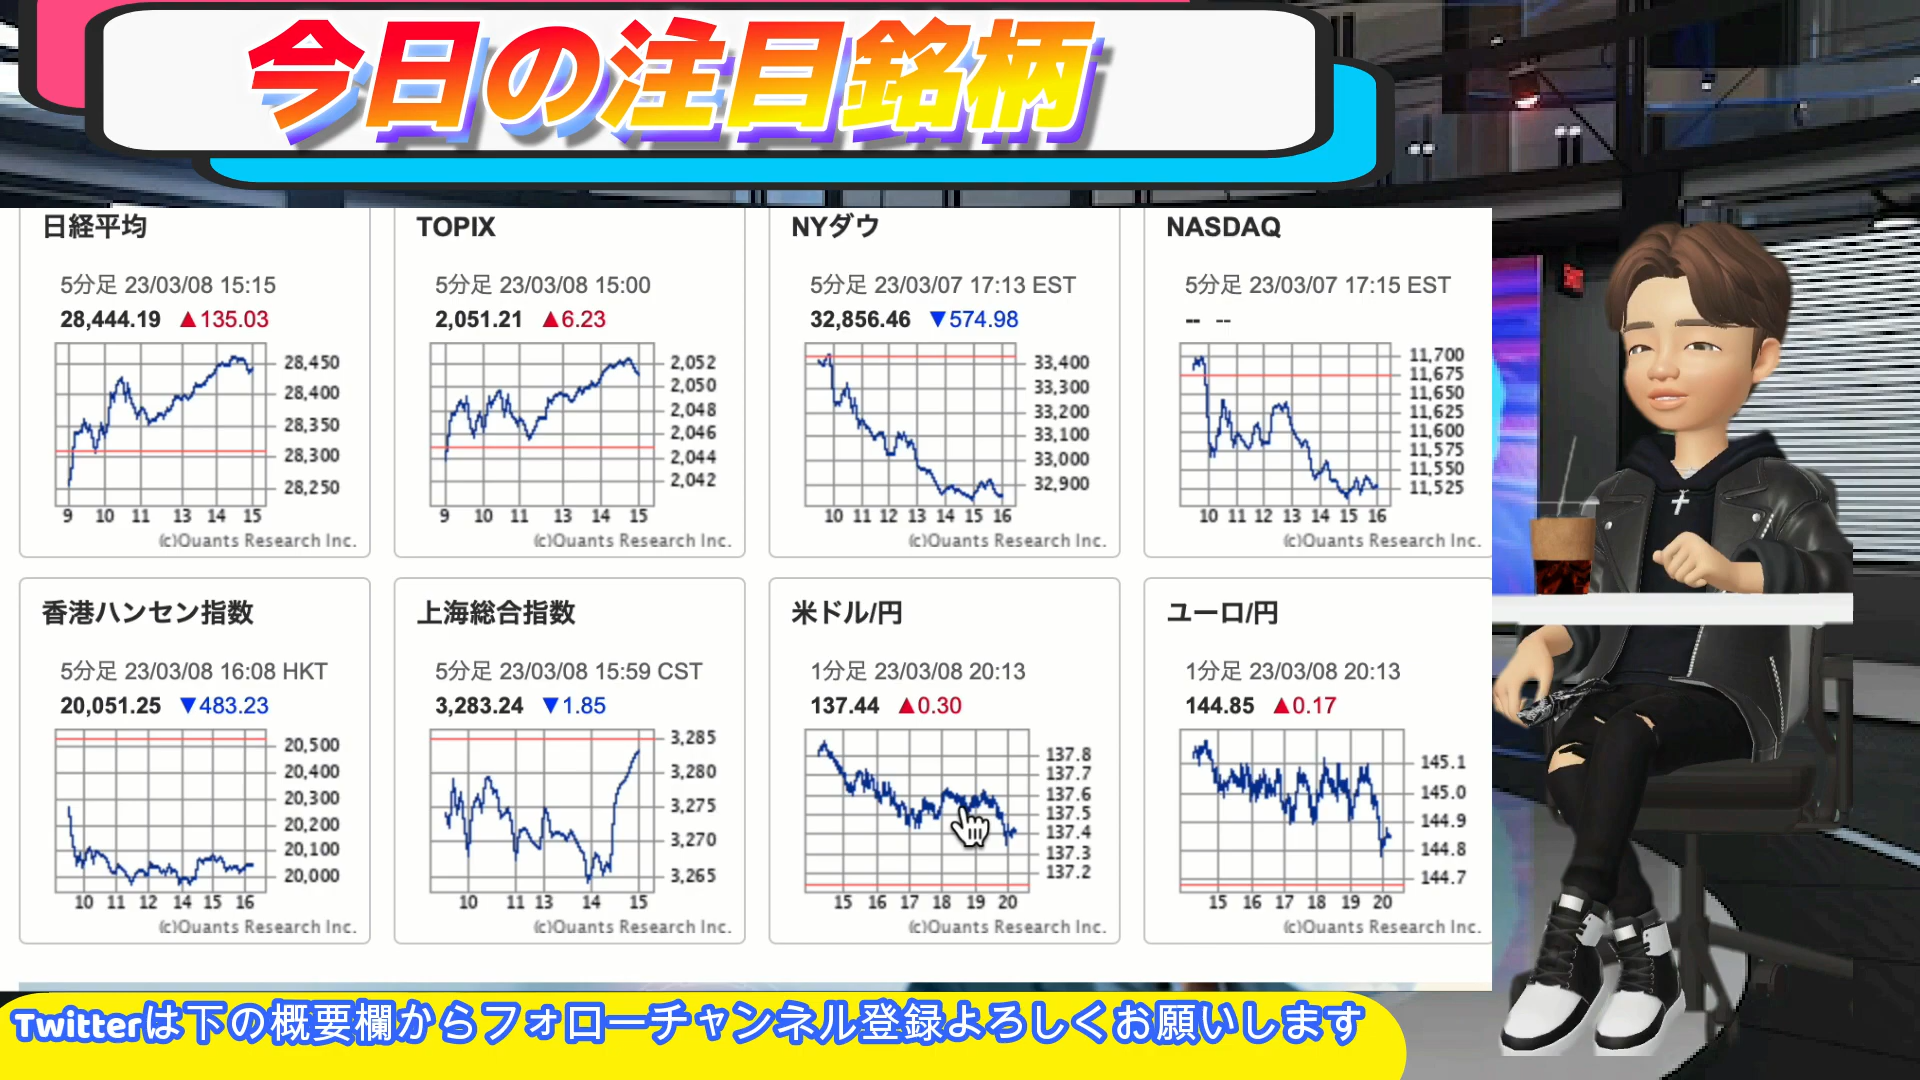 今日の注目銘柄
日経平均
5分足 23/03/08 15:15
28,444.19 ▲135.03
28,450
28,400
28,350
28,300
28,250
9 10 11 13 14 15
(c)Quants Research Inc.
TOPIX
5分足 23/03/08 15:00
2,051.21 ▲6.23
2,052
2,050
2,048
2,046
2,044
2,042
9 10 11 13 14 15
(c)Quants Research Inc.
NYダウ
5分足 23/03/07 17:13 EST
32,856.46 ▼574.98
33,400
33,300
33,200
33,100
33,000
32,900
10 11 12 13 14 15 16
(c)Quants Research Inc.
NASDAQ
5分足 23/03/07 17:15 EST
-- --
11,700
11,675
11,650
11,625
11,600
11,575
11,550
11,525
10 11 12 13 14 15 16
(c)Quants Research Inc.
香港ハンセン指数
5分足 23/03/08 16:08 HKT
20,051.25 ▼483.23
20,500
20,400
20,300
20,200
20,100
20,000
10 11 12 14 15 16
(c)Quants Research Inc.
上海総合指数
5分足 23/03/08 15:59 CST
3,283.24 ▼1.85
3,285
3,280
3,275
3,270
3,265
10 11 13 14 15
(c)Quants Research Inc.
米ドル/円
1分足 23/03/08 20:13
137.44 ▲0.30
137.8
137.7
137.6
137.5
137.4
137.3
137.2
15 16 17 18 19 20
(c)Quants Research Inc.
ユーロ/円
1分足 23/03/08 20:13
144.85 ▲0.17
145.1
145.0
144.9
144.8
144.7
15 16 17 18 19 20
(c)Quants Research Inc.
Twitterは下の概要欄からフォローチャンネル登録よろしくお願いします